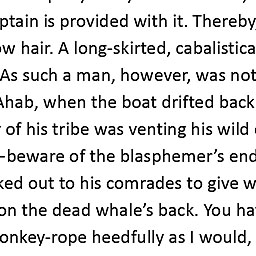 ptain is provided with it. Thereby,
w hair. A long-skirted, cabalistica
As such a man, however, was not
Ahab, when the boat drifted back
of his tribe was venting his wild
-beware of the blasphemer's end
ked out to his comrades to give w
on the dead whale's back. You ha
onkey-rope heedfully as I would,